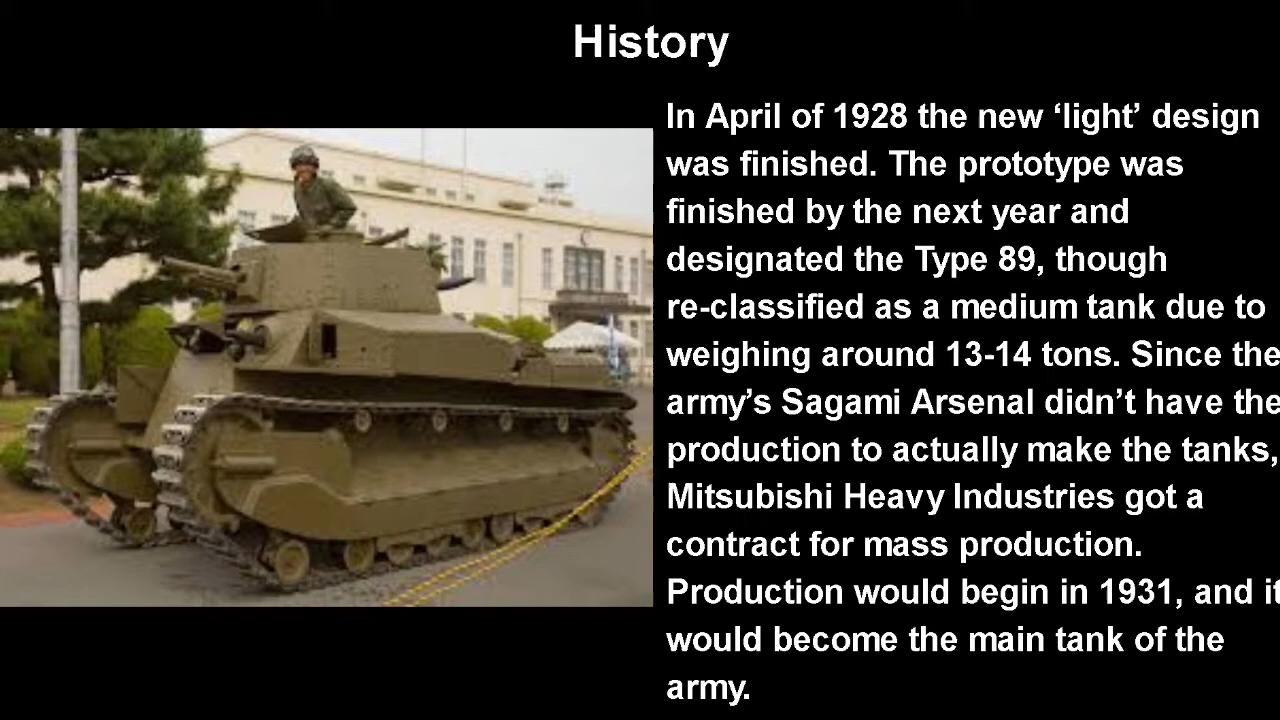 History
In April of 1928 the new ‘light’ design
was finished. The prototype was
finished by the next year and
designated the Type 89, though
re-classified as a medium tank due to
weighing around 13-14 tons. Since the
army’s Sagami Arsenal didn’t have the
production to actually make the tanks,
Mitsubishi Heavy Industries got a
contract for mass production.
Production would begin in 1931, and it
would become the main tank of the
army.